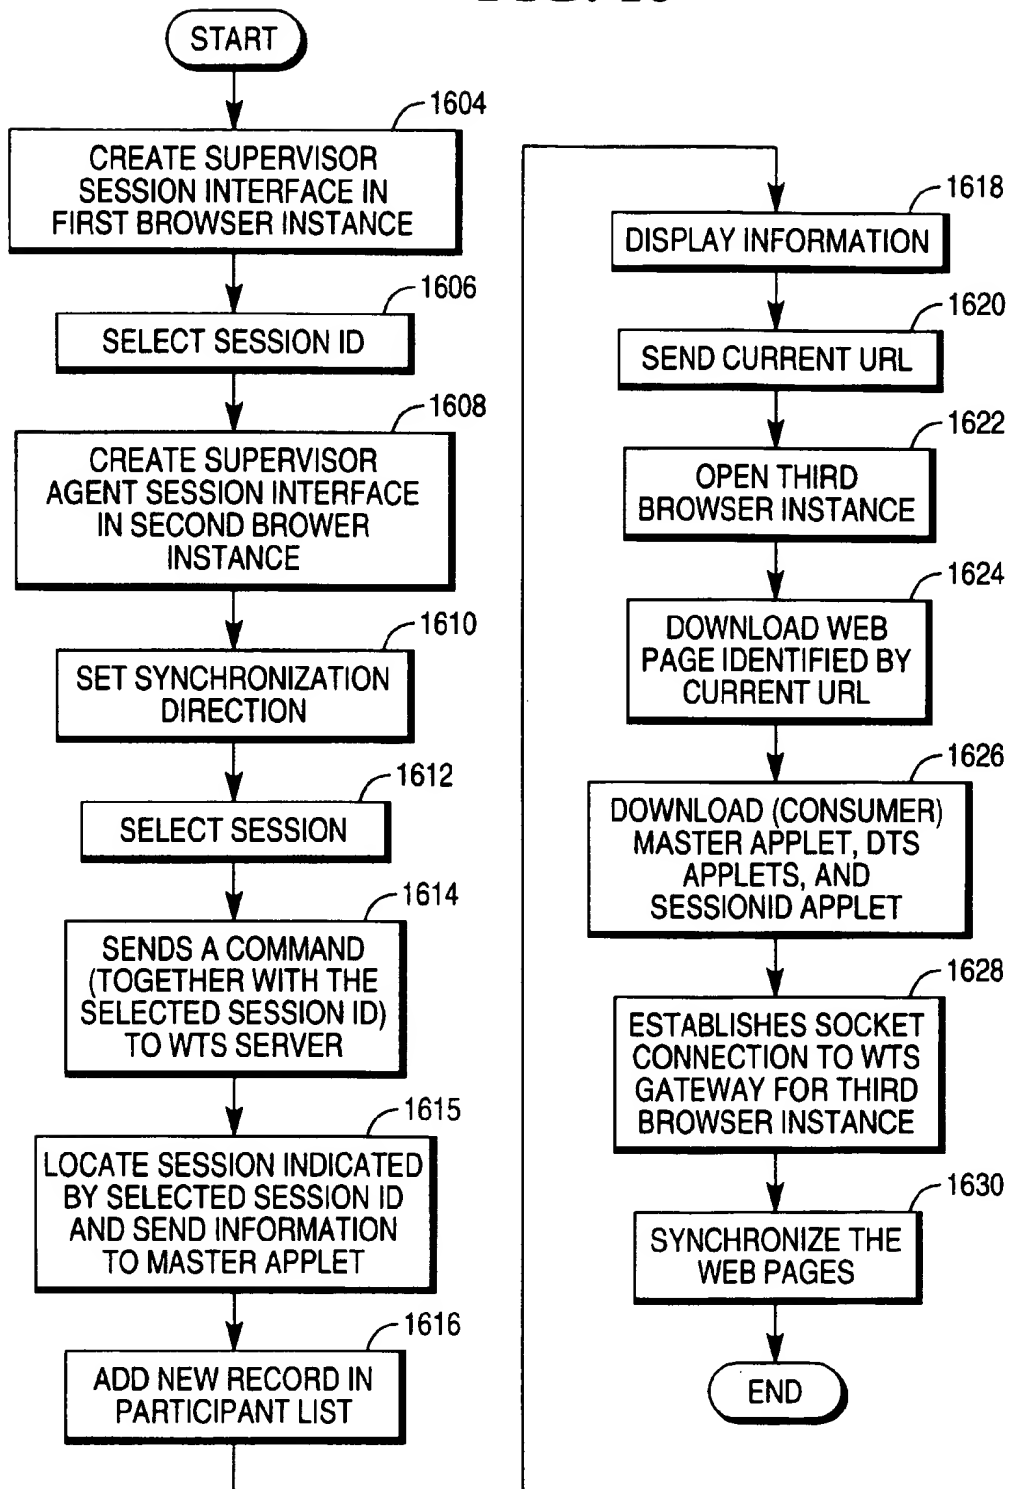 START
1604
CREATE SUPERVISOR
SESSION INTERFACE IN
FIRST BROWSER INSTANCE
1606
SELECT SESSION ID
1608
CREATE SUPERVISOR
AGENT SESSION INTERFACE
IN SECOND BROWER
INSTANCE
1610
SET SYNCHRONIZATION
DIRECTION
1612
SELECT SESSION
1614
SENDS A COMMAND
(TOGETHER WITH THE
SELECTED SESSION ID)
TO WTS SERVER
1615
LOCATE SESSION INDICATED
BY SELECTED SESSION ID
AND SEND INFORMATION
TO MASTER APPLET
1616
ADD NEW RECORD IN
PARTICIPANT LIST
1618
DISPLAY INFORMATION
1620
SEND CURRENT URL
1622
OPEN THIRD
BROWSER INSTANCE
1624
DOWNLOAD WEB
PAGE IDENTIFIED BY
CURRENT URL
1626
DOWNLOAD (CONSUMER)
MASTER APPLET, DTS
APPLETS, AND
SESSIONID APPLET
1628
ESTABLISHES SOCKET
CONNECTION TO WTS
GATEWAY FOR THIRD
BROWSER INSTANCE
1630
SYNCHRONIZE THE
WEB PAGES
END